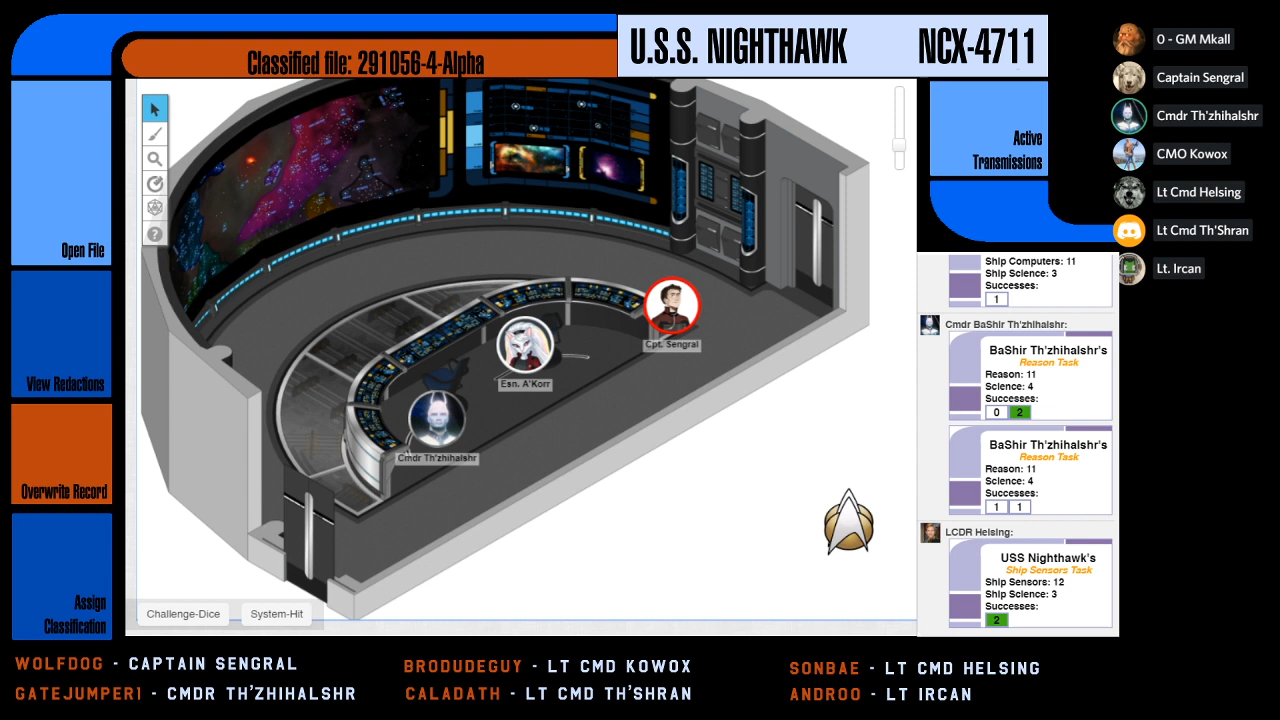 Classified file: 291056-4-Alpha
U.S.S. NIGHTHAWK NCX-4711
Open File
View Redactions
Overwrite Record
Assign
Classification
Cpt. Sengral
Esn. A'Korr
Cmdr Th'zhihalshr
Challenge-Dice System-Hit
Active
Transmissions
0 - GM Mkall
Captain Sengral
Cmdr Th'zhihalshr
CMO Kowox
Lt Cmd Helsing
Lt Cmd Th'Shran
Lt. Ircan
Ship Computers: 11
Ship Science: 3
Successes:
1
Cmdr BaShir Th'zhihalshr:
BaShir Th'zhihalshr's
Reason Task
Reason: 11
Science: 4
Successes:
0 2
BaShir Th'zhihalshr's
Reason Task
Reason: 11
Science: 4
Successes:
1 1
LCDR Helsing:
USS Nighthawk's
Ship Sensors Task
Ship Sensors: 12
Ship Science: 3
Successes:
2
WOLFDOG - CAPTAIN SENGRAL
GATEJUMPER1 - CMDR TH'ZHIHALSHR
BRODUDEGUY - LT CMD KOWOX
CALADATH - LT CMD TH'SHRAN
SONBAE - LT CMD HELSING
ANDROO - LT IRCAN